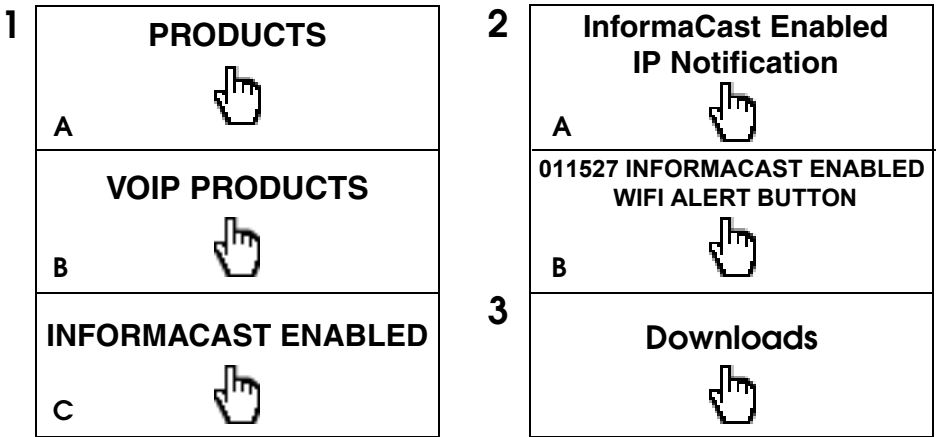 1
PRODUCTS
A
VOIP PRODUCTS
B
INFORMACAST ENABLED
C
2
InformaCast Enabled
IP Notification
A
011527 INFORMACAST ENABLED
WIFI ALERT BUTTON
B
3
Downloads